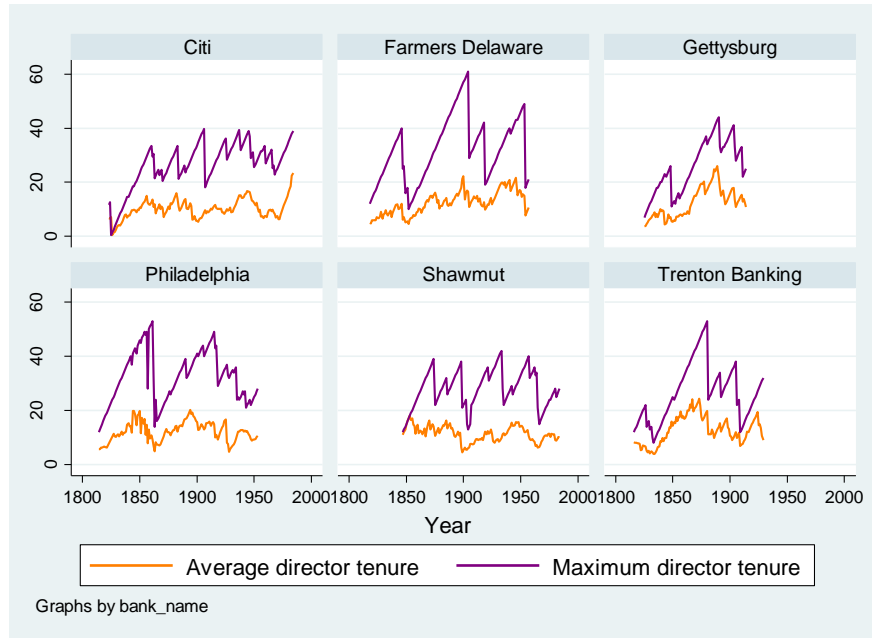 Citi Farmers Delaware Gettysburg
60
40
20
0
Philadelphia Shawmut Trenton Banking
60
40
20
0
1800 1850 1900 1950 2000 1800 1850 1900 1950 2000 1800 1850 1900 1950 2000
Year
Average director tenure Maximum director tenure
Graphs by bank_name